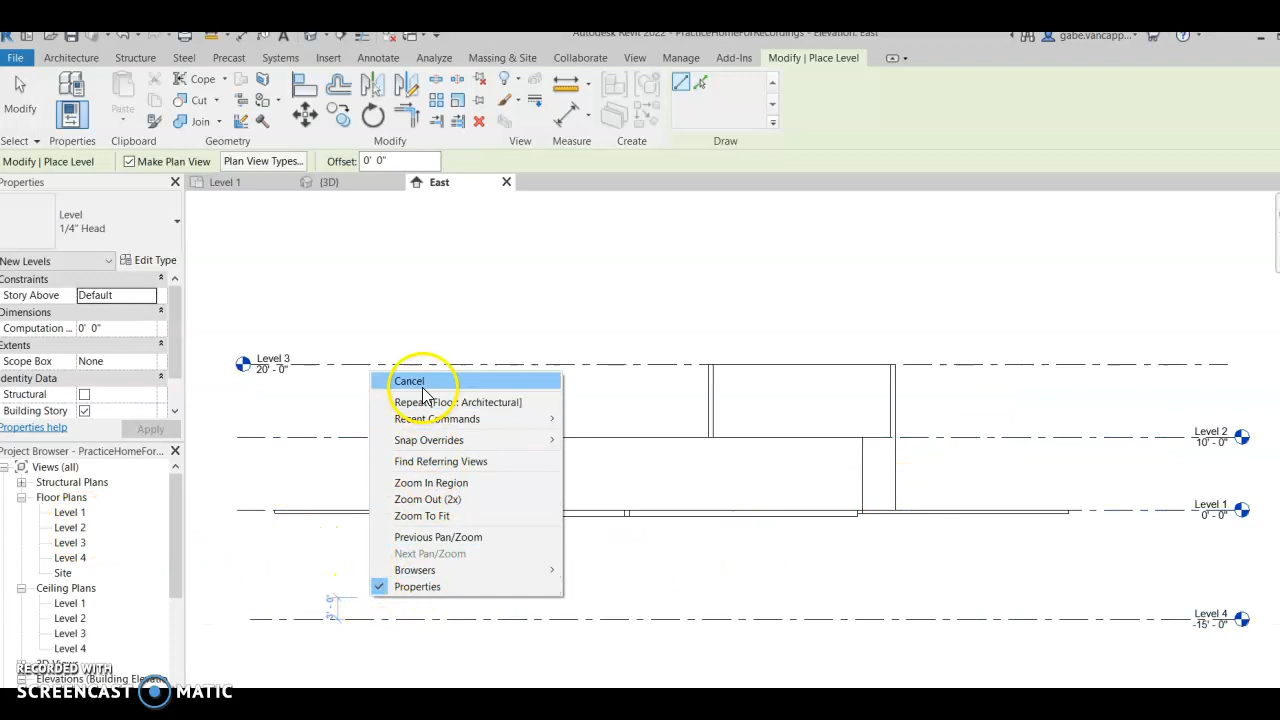 Autodesk Revit 2022 - PracticeHomeForRecordings - Elevation: East
gabe.vancapp...
File Architecture Structure Steel Precast Systems Insert Annotate Analyze Massing & Site Collaborate View Manage Add-Ins Modify | Place Level
Modify
Paste
Cope
Cut
Join
Select Properties Clipboard Geometry Modify View Measure Create Draw
Modify | Place Level Make Plan View Plan View Types... Offset: 0' 0"
Properties
Level 1 {3D} East
Level
1/4" Head
New Levels Edit Type
Constraints
Story Above Default
Dimensions
Computation ... 0' 0"
Extents
Scope Box None
Identity Data
Structural
Building Story
Properties help Apply
Project Browser - PracticeHomeFor...
Views (all)
Structural Plans
Floor Plans
Level 1
Level 2
Level 3
Level 4
Site
Ceiling Plans
Level 1
Level 2
Level 3
Level 4
3D Views
Elevations (Building Elevatio
Level 3
20' - 0"
Cancel
Repeat [Floor: Architectural]
Recent Commands
Snap Overrides
Find Referring Views
Zoom In Region
Zoom Out (2x)
Zoom To Fit
Previous Pan/Zoom
Next Pan/Zoom
Browsers
Properties
Level 2
10' - 0"
Level 1
0' - 0"
Level 4
-15' - 0"
RECORDED WITH
SCREENCAST MATIC